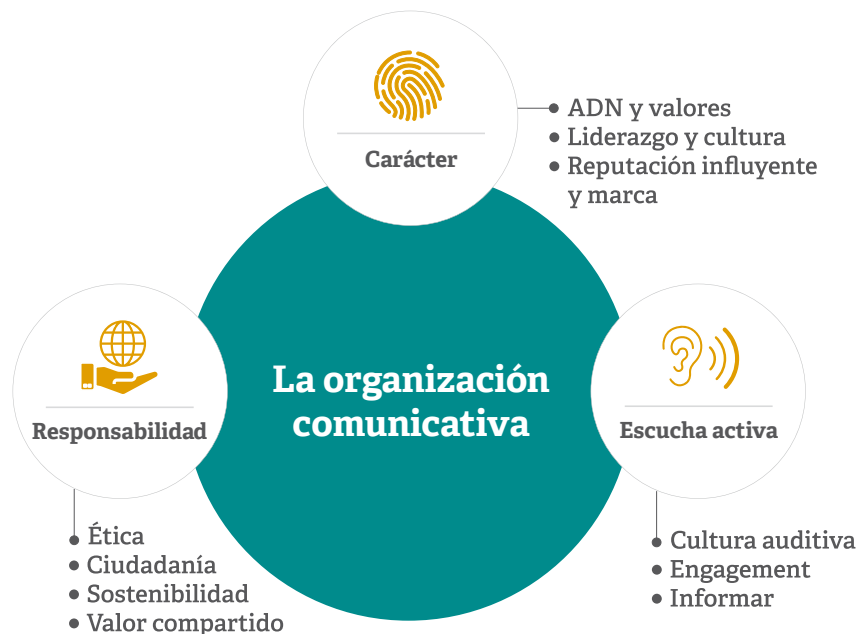 Carácter
• ADN y valores
• Liderazgo y cultura
• Reputación influyente
y marca
La organización
comunicativa
Responsabilidad
• Ética
• Ciudadanía
• Sostenibilidad
• Valor compartido
Escucha activa
• Cultura auditiva
• Engagement
• Informar